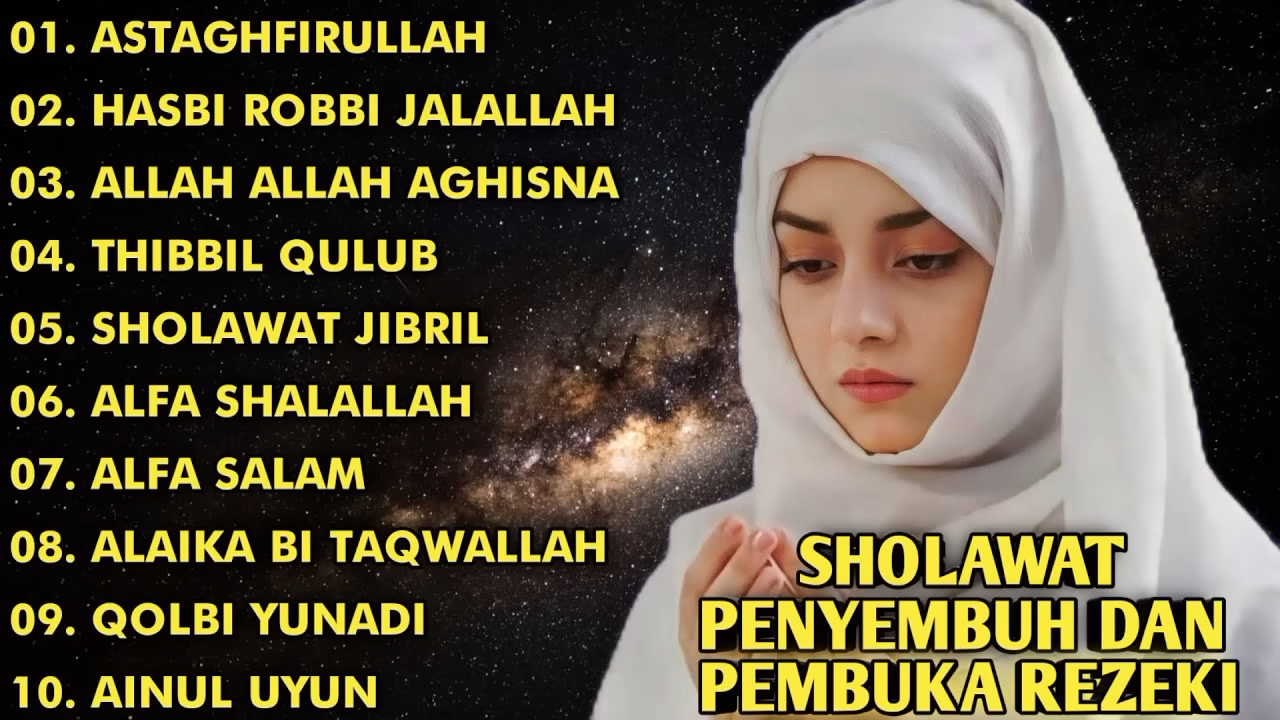 01. ASTAGHFIRULLAH
02. HASBI ROBBI JALALLAH
03. ALLAH ALLAH AGHISNA
04. THIBBIL QULUB
05. SHOLAWAT JIBRIL
06. ALFA SHALALLAH
07. ALFA SALAM
08. ALAIKA BI TAQWALLAH
09. QOLBI YUNADI
10. AINUL UYUN
SHOLAWAT
PENYEMBUH DAN
PEMBUKA REZEKI